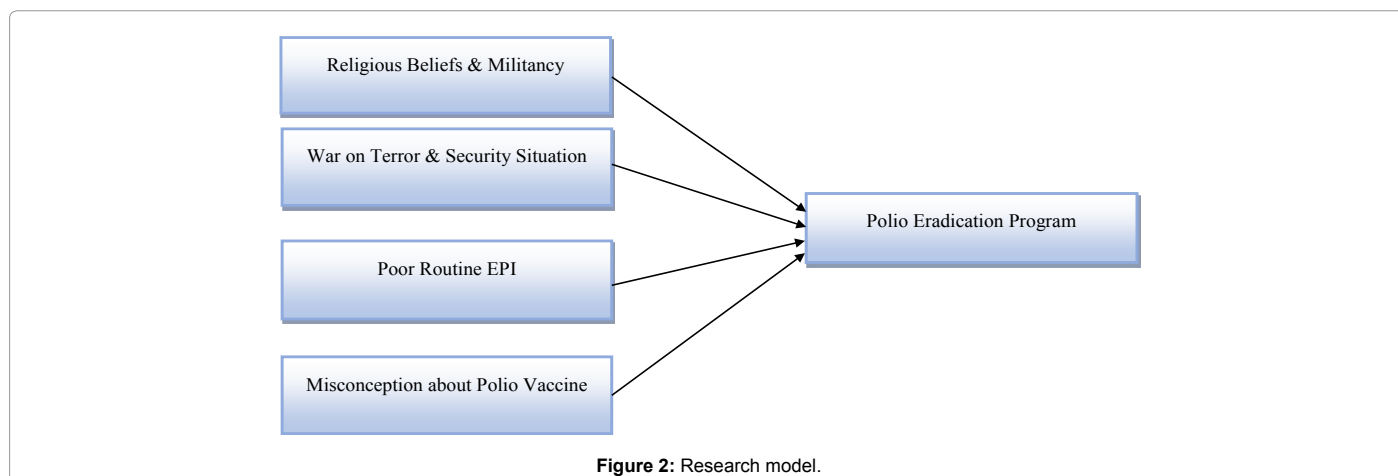 Religious Beliefs & Militancy
War on Terror & Security Situation
Polio Eradication Program
Poor Routine EPI
Misconception about Polio Vaccine
Figure 2: Research model.